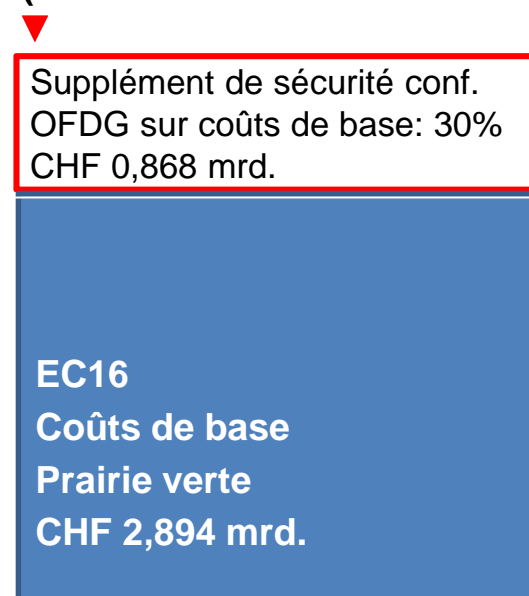 Supplément de sécurité conf.
OFDG sur coûts de base: 30%
CHF 0,868 mrd.
EC16
Coûts de base
Prairie verte
CHF 2,894 mrd.